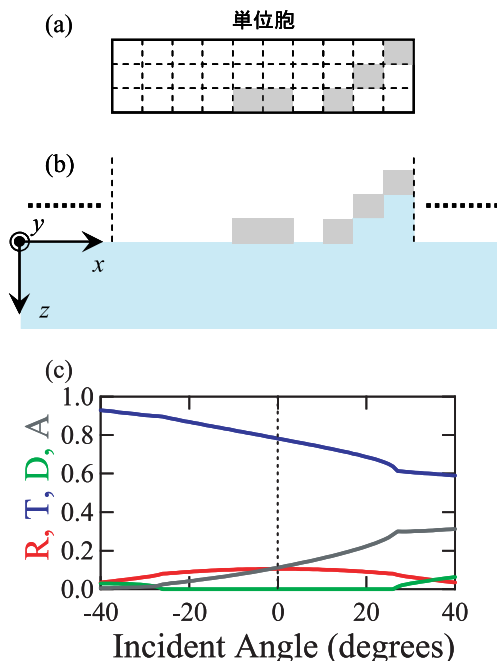 (a)
単位胞
(b)
y
x
z
(c)
R, T, D, A
1.0
0.8
0.6
0.4
0.2
0.0
-40
-20
0
20
40
Incident Angle (degrees)